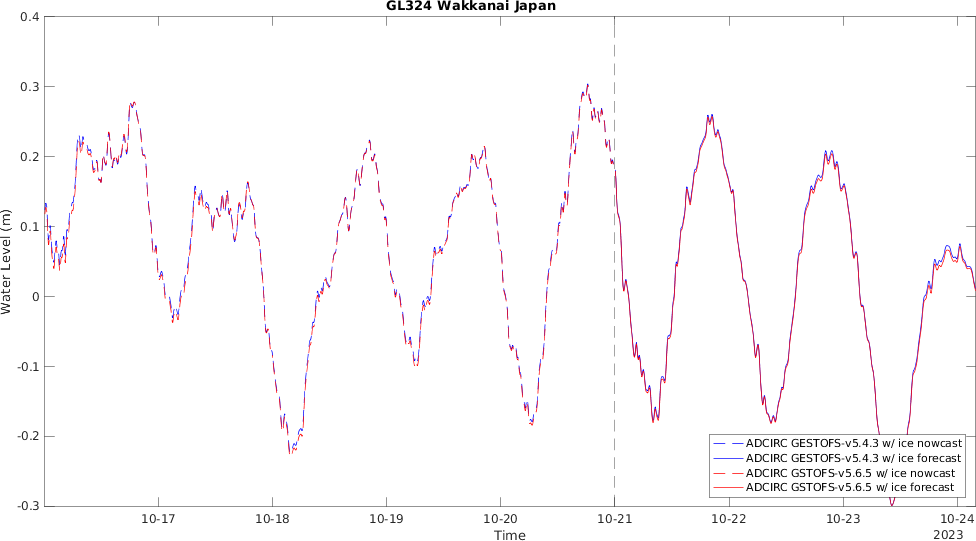 GL324 Wakkanai Japan
0.4
0.3
0.2
0.1
0
-0.1
-0.2
-0.3
Water Level (m)
ADCIRC GESTOFS-v5.4.3 w/ ice nowcast
ADCIRC GESTOFS-v5.4.3 w/ ice forecast
ADCIRC GSTOFS-v5.6.5 w/ ice nowcast
ADCIRC GSTOFS-v5.6.5 w/ ice forecast
10-17 10-18 10-19 10-20 10-21 10-22 10-23 10-24
Time
2023